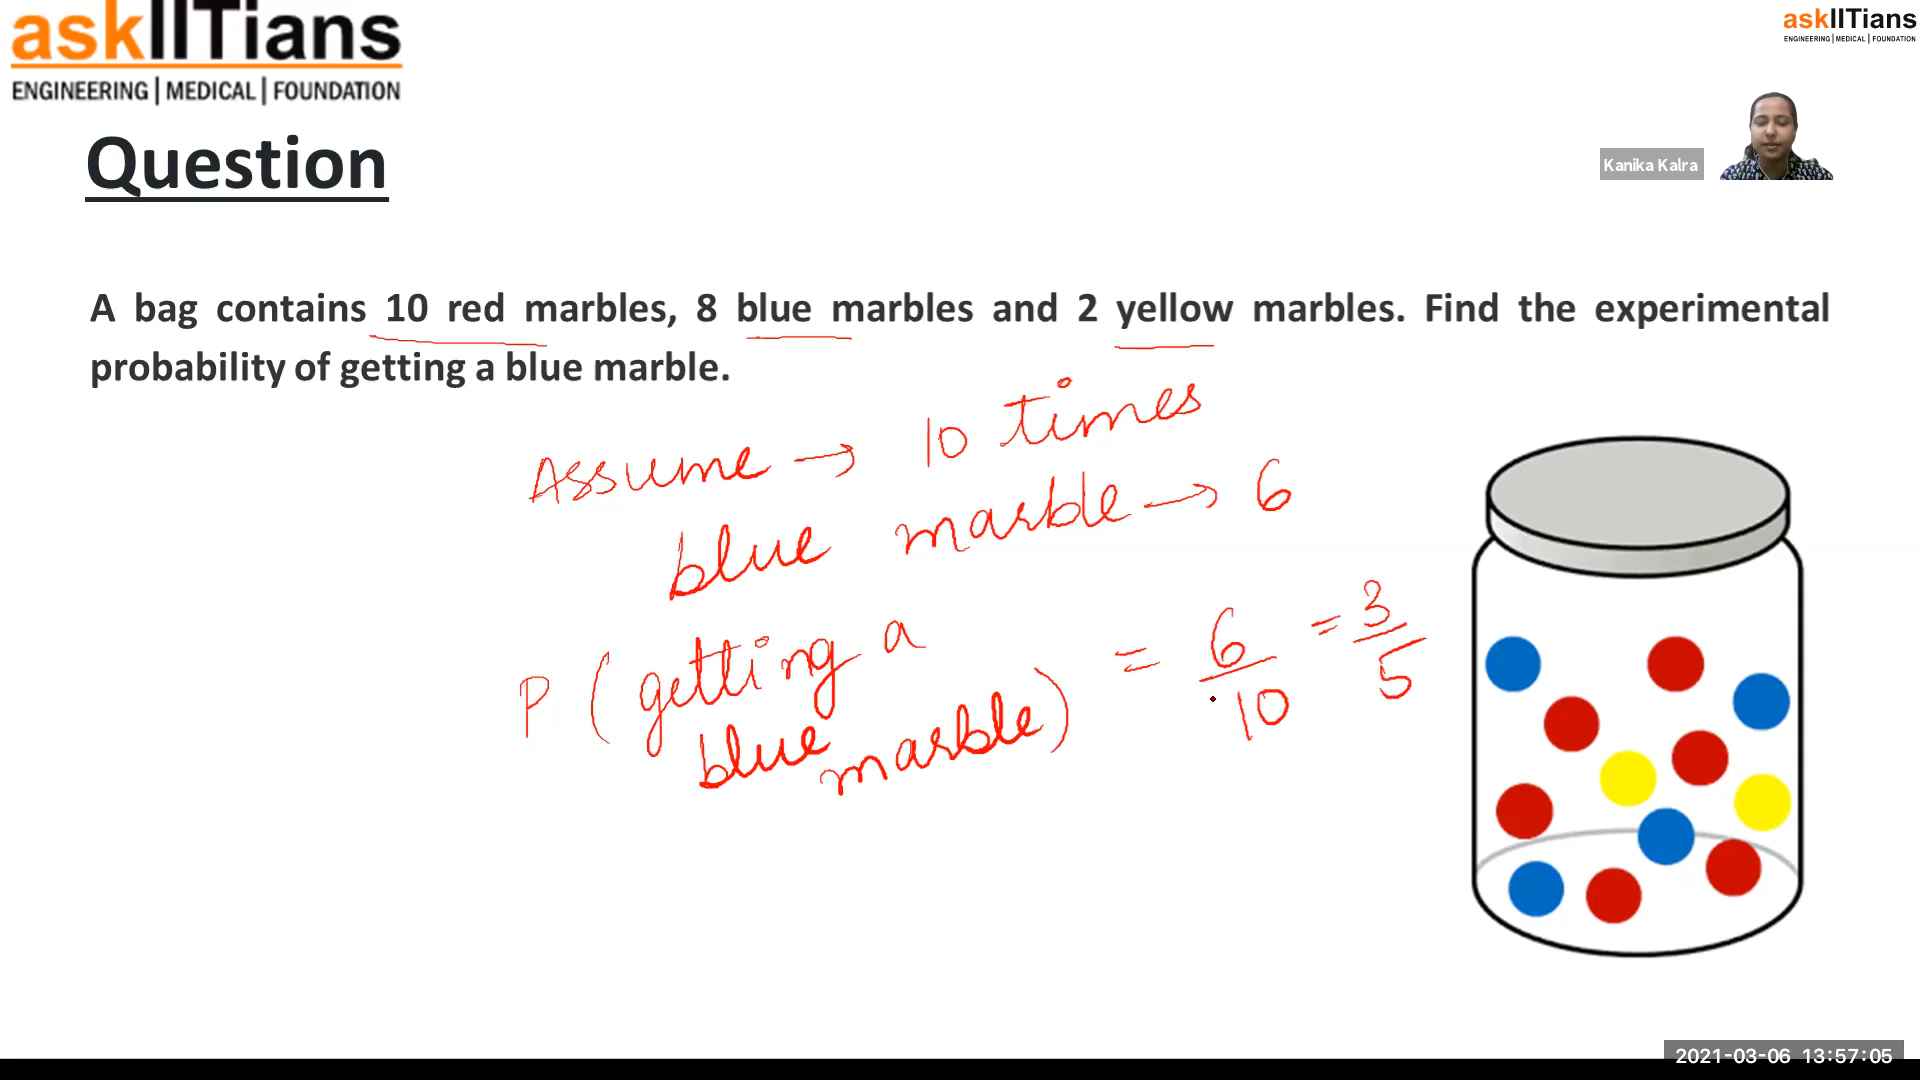 askIITians
ENGINEERING | MEDICAL | FOUNDATION
askIITians
ENGINEERING | MEDICAL | FOUNDATION
Question
Kanika Kalra
A bag contains 10 red marbles, 8 blue marbles and 2 yellow marbles. Find the experimental
probability of getting a blue marble.
Assume → 10 times
blue marble → 6
P ( getting a
blue marble ) = 6/10 = 3/5
2021-03-06 13:57:05